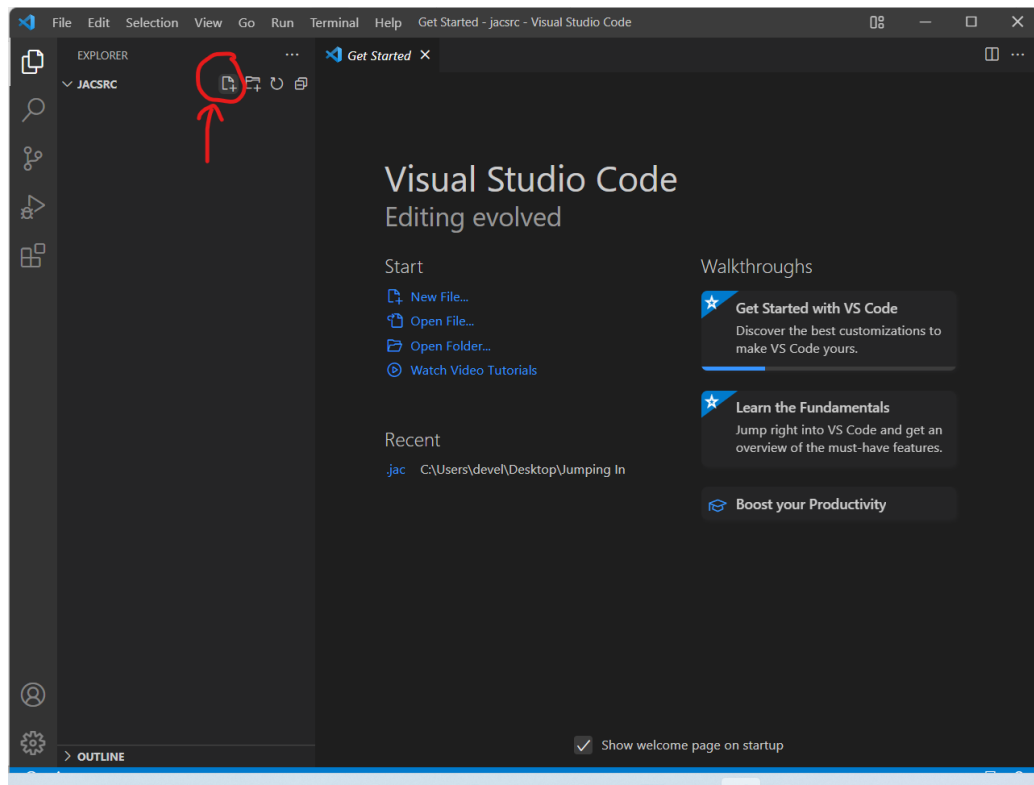 File Edit Selection View Go Run Terminal Help Get Started - jacsrc - Visual Studio Code
EXPLORER
Get Started
JACSRC
Visual Studio Code
Editing evolved
Start
New File...
Open File...
Open Folder...
Watch Video Tutorials
Recent
.jac C:\Users\devel\Desktop\Jumping In
Walkthroughs
Get Started with VS Code
Discover the best customizations to
make VS Code yours.
Learn the Fundamentals
Jump right into VS Code and get an
overview of the must-have features.
Boost your Productivity
Show welcome page on startup
OUTLINE